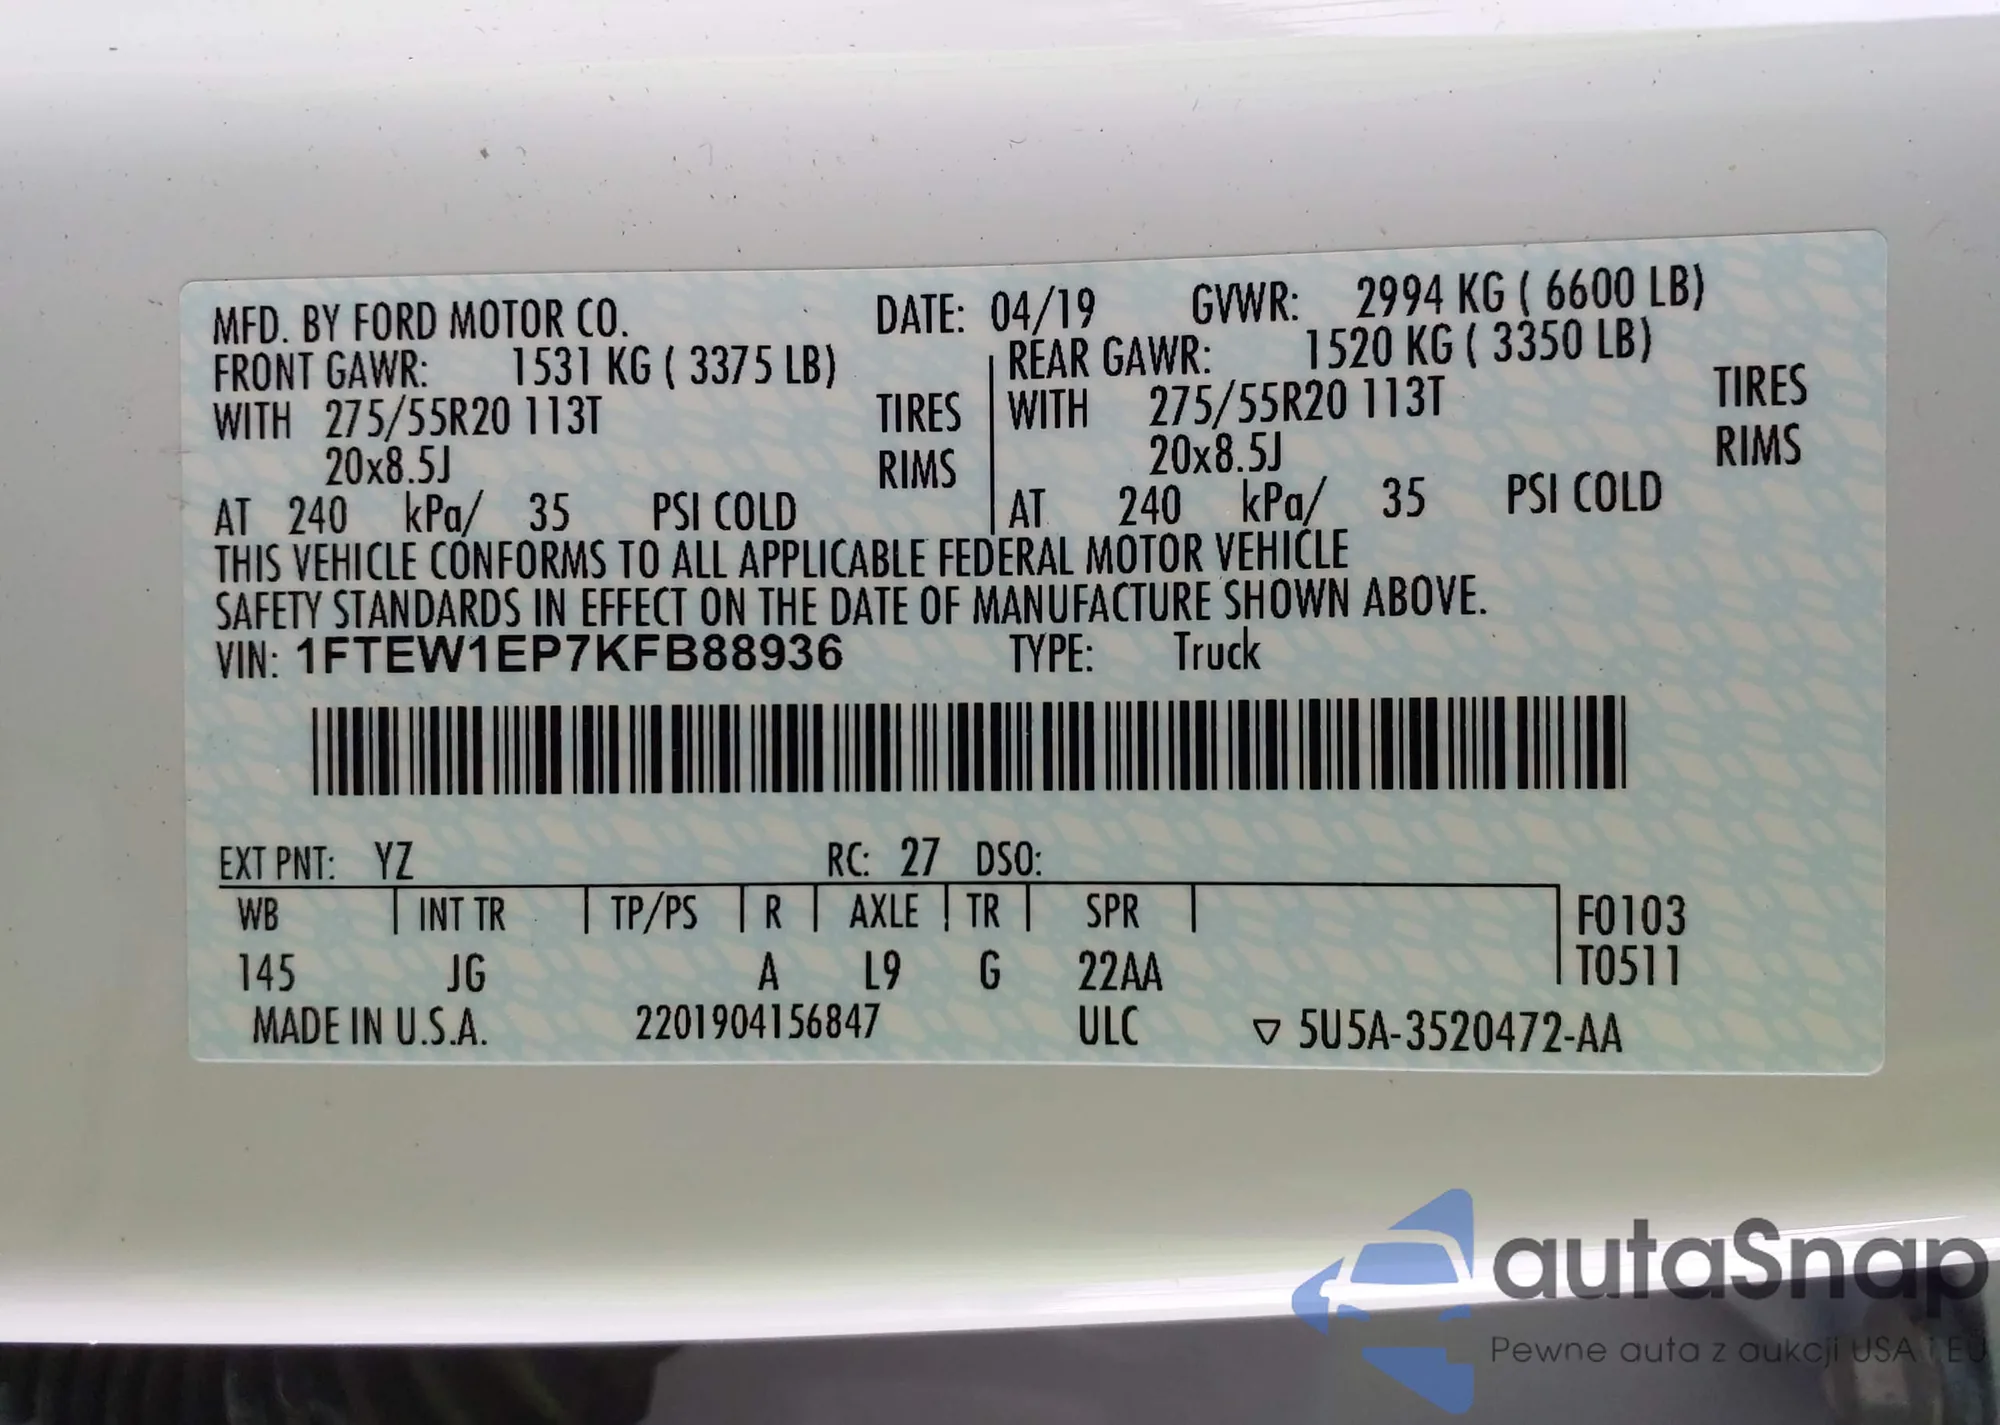 MFD. BY FORD MOTOR CO. DATE: 04/19 GVWR: 2994 KG ( 6600 LB)
FRONT GAWR: 1531 KG ( 3375 LB) REAR GAWR: 1520 KG ( 3350 LB)
WITH 275/55R20 113T TIRES WITH 275/55R20 113T TIRES
20x8.5J RIMS 20x8.5J RIMS
AT 240 kPa/ 35 PSI COLD AT 240 kPa/ 35 PSI COLD
THIS VEHICLE CONFORMS TO ALL APPLICABLE FEDERAL MOTOR VEHICLE
SAFETY STANDARDS IN EFFECT ON THE DATE OF MANUFACTURE SHOWN ABOVE.
VIN: 1FTEW1EP7KFB88936 TYPE: Truck
EXT PNT: YZ RC: 27 DSO:
WB INT TR TP/PS R AXLE TR SPR F0103
145 JG A L9 G 22AA T0511
MADE IN U.S.A. 2201904156847 ULC ▽ 5U5A-3520472-AA
autaSnap
Pewne auta z aukcji USA i EU